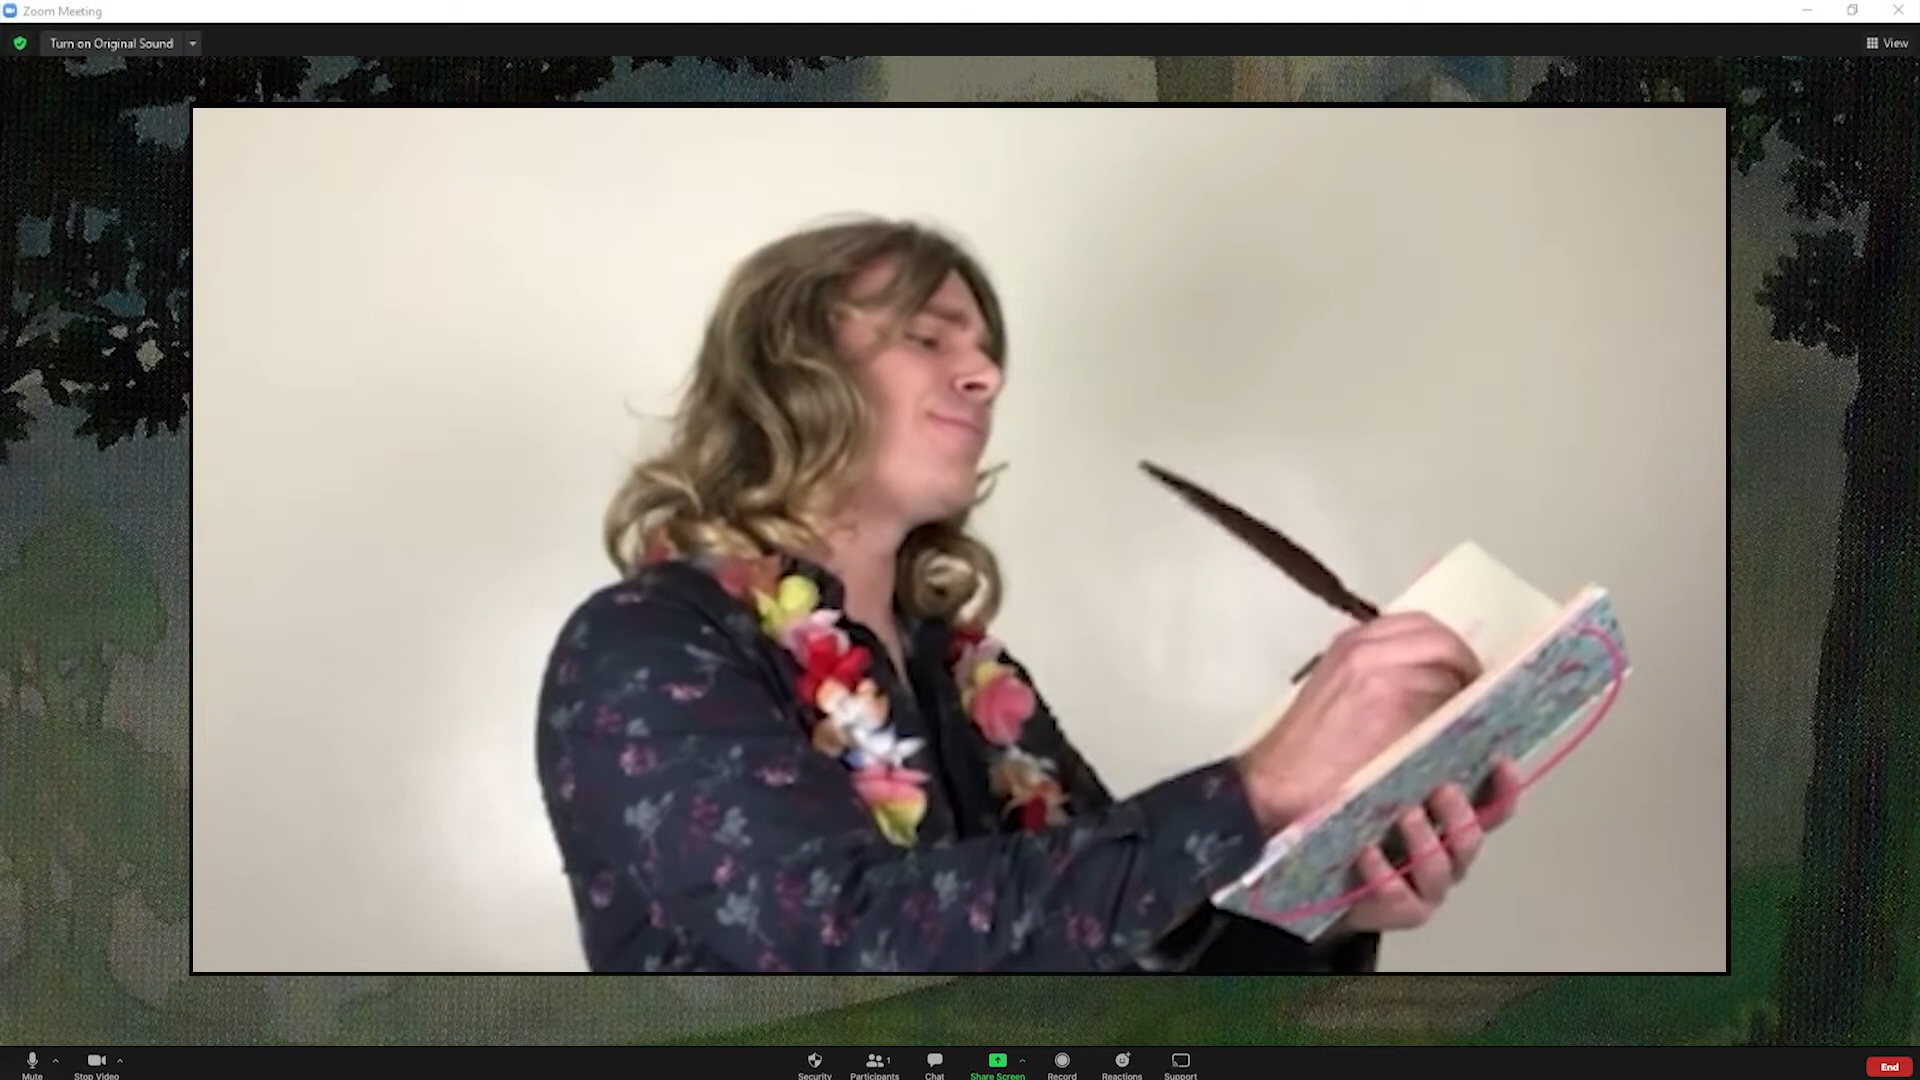 Zoom Meeting
Turn on Original Sound
View
Mute
Stop Video
Security
Participants
1
Chat
Share Screen
Record
Reactions
Support
End